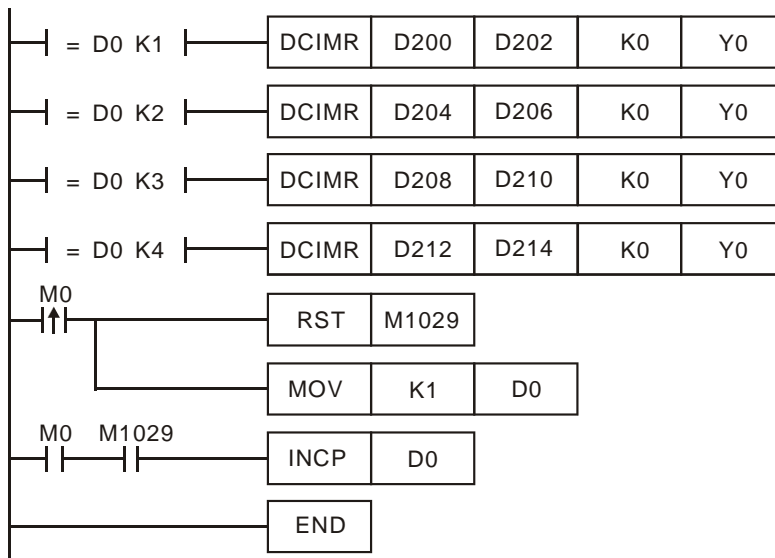 = D0 K1 DCIMR D200 D202 K0 Y0
= D0 K2 DCIMR D204 D206 K0 Y0
= D0 K3 DCIMR D208 D210 K0 Y0
= D0 K4 DCIMR D212 D214 K0 Y0
M0 RST M1029
MOV K1 D0
M0 M1029 INCP D0
END